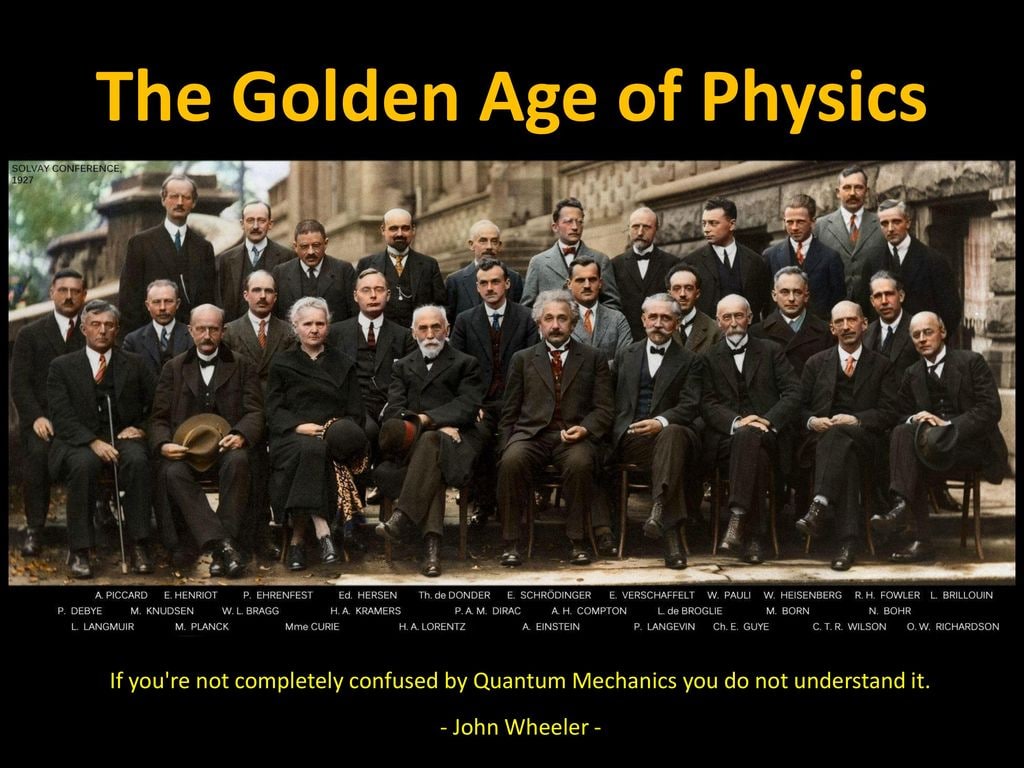 The Golden Age of Physics
SOLVAY CONFERENCE,
1927
A. PICCARD E. HENRIOT P. EHRENFEST Ed. HERSEN Th. de DONDER E. SCHRÖDINGER E. VERSCHAFFELT W. PAULI W. HEISENBERG R. H. FOWLER L. BRILLOUIN
P. DEBYE M. KNUDSEN W. L. BRAGG H. A. KRAMERS P. A. M. DIRAC A. H. COMPTON L. de BROGLIE M. BORN N. BOHR
L. LANGMUIR M. PLANCK Mme CURIE H. A. LORENTZ A. EINSTEIN P. LANGEVIN Ch. E. GUYE C. T. R. WILSON O. W. RICHARDSON
If you're not completely confused by Quantum Mechanics you do not understand it.
- John Wheeler -